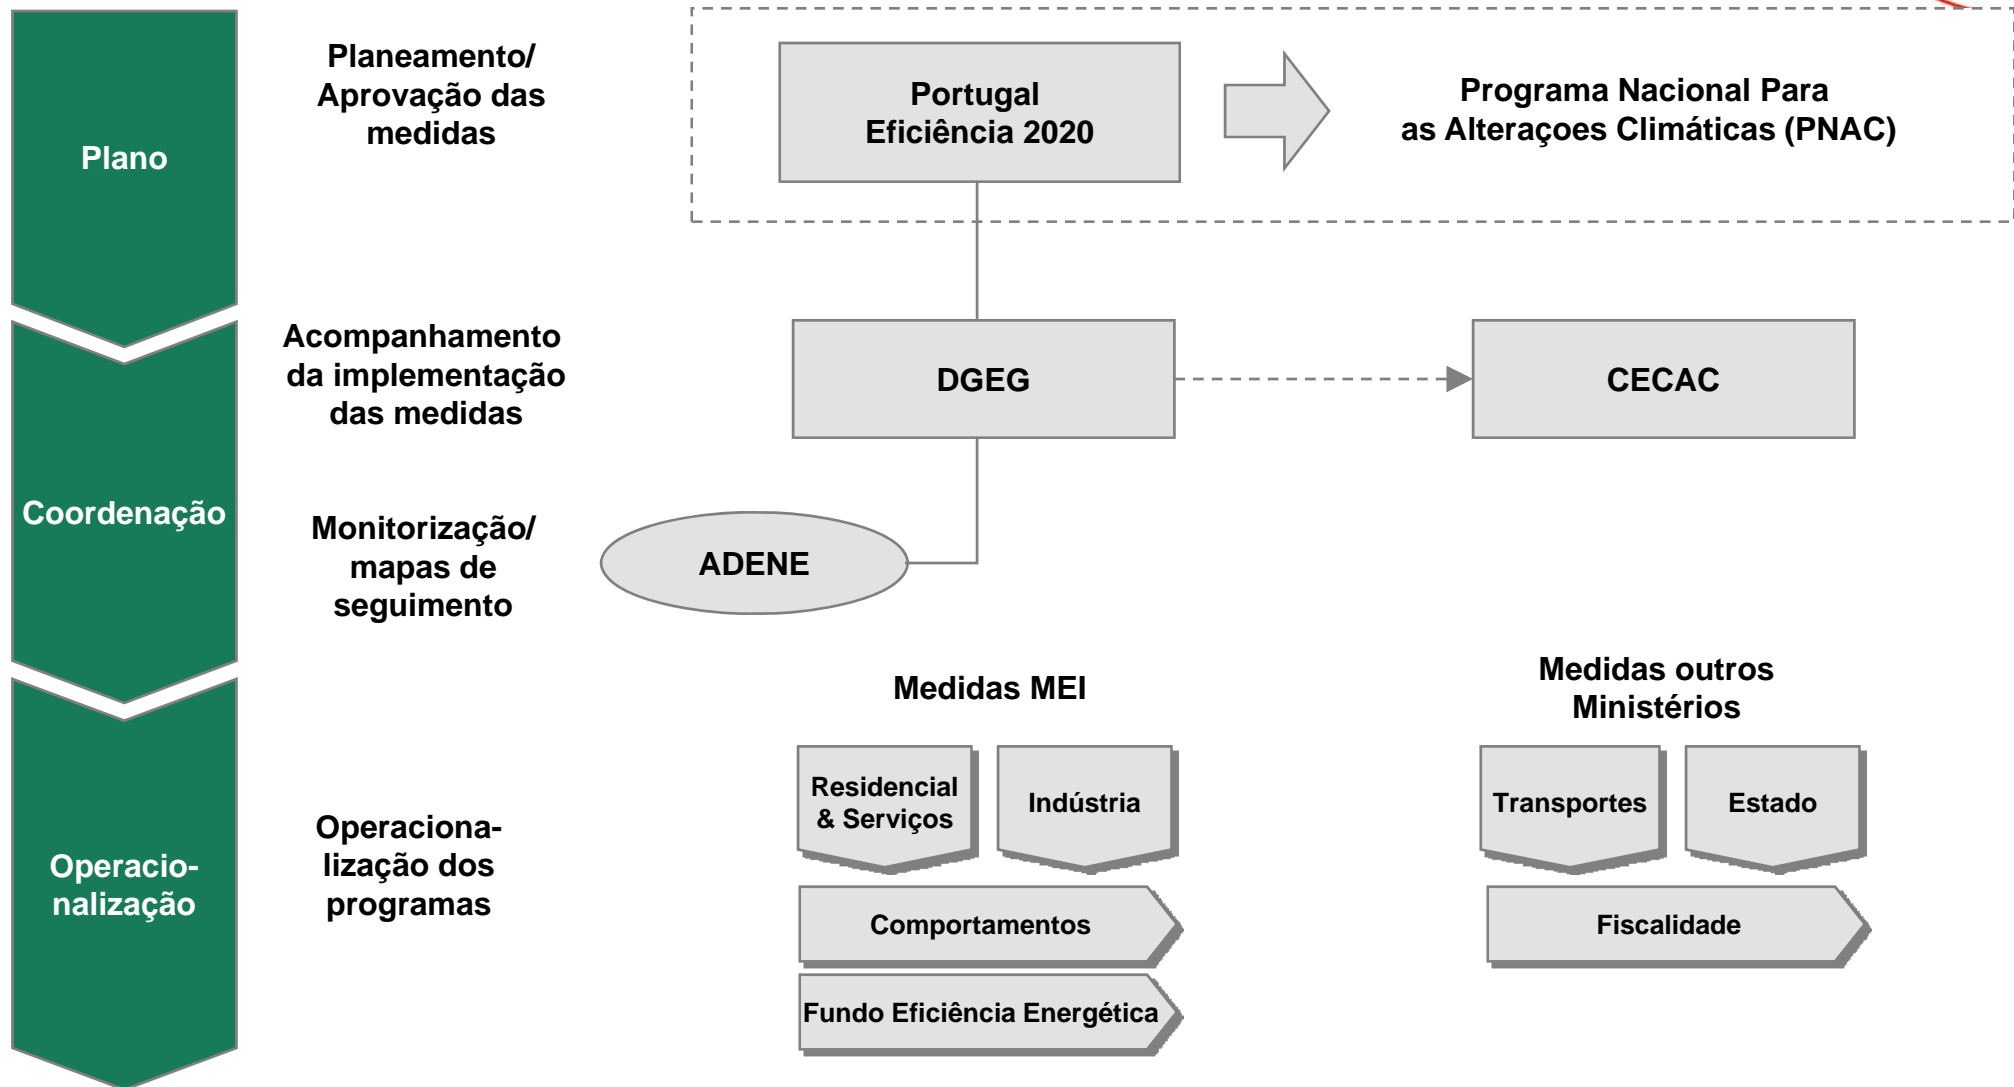 Plano
Planeamento/
Aprovação das
medidas
Portugal
Eficiência 2020
Programa Nacional Para
as Alteraçoes Climáticas (PNAC)
Coordenação
Acompanhamento
da implementação
das medidas
DGEG
CECAC
Monitorização/
mapas de
seguimento
ADENE
Operacio-
nalização
Operaciona-
lização dos
programas
Medidas MEI
Residencial
& Serviços
Indústria
Comportamentos
Fundo Eficiência Energética
Medidas outros
Ministérios
Transportes
Estado
Fiscalidade